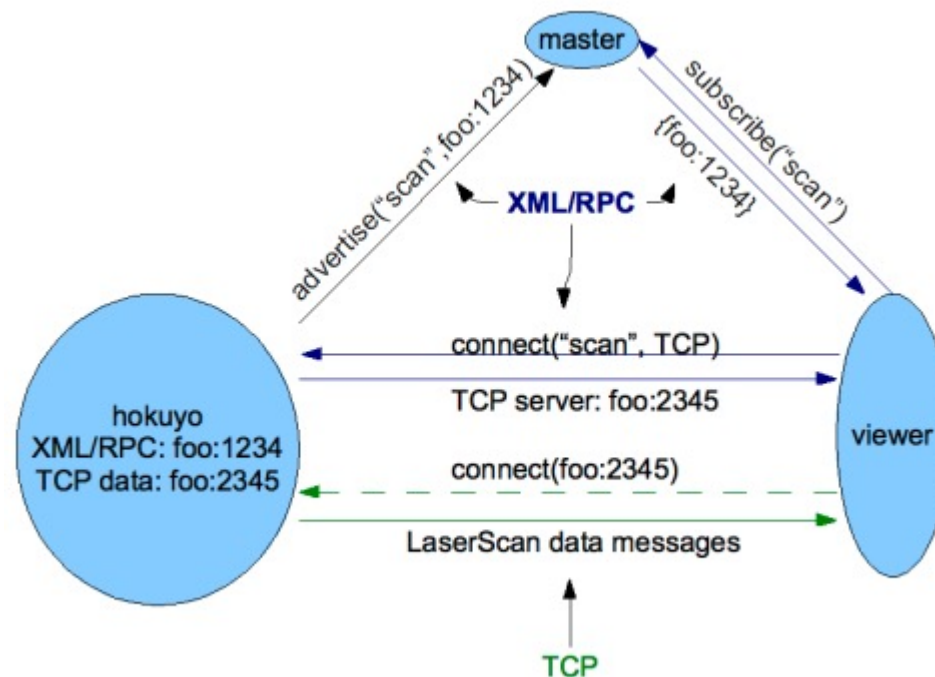 master
advertise(“scan”,foo:1234)
subscribe(“scan”)
{foo:1234}
XML/RPC
connect(“scan”, TCP)
TCP server: foo:2345
hokuyo
XML/RPC: foo:1234
TCP data: foo:2345
viewer
connect(foo:2345)
LaserScan data messages
TCP